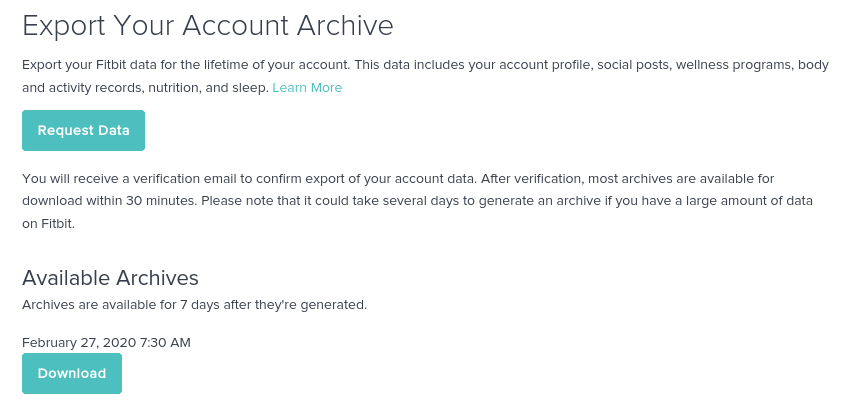 Export Your Account Archive
Export your Fitbit data for the lifetime of your account. This data includes your account profile, social posts, wellness programs, body
and activity records, nutrition, and sleep. Learn More
Request Data
You will receive a verification email to confirm export of your account data. After verification, most archives are available for
download within 30 minutes. Please note that it could take several days to generate an archive if you have a large amount of data
on Fitbit.
Available Archives
Archives are available for 7 days after they're generated.
February 27, 2020 7:30 AM
Download